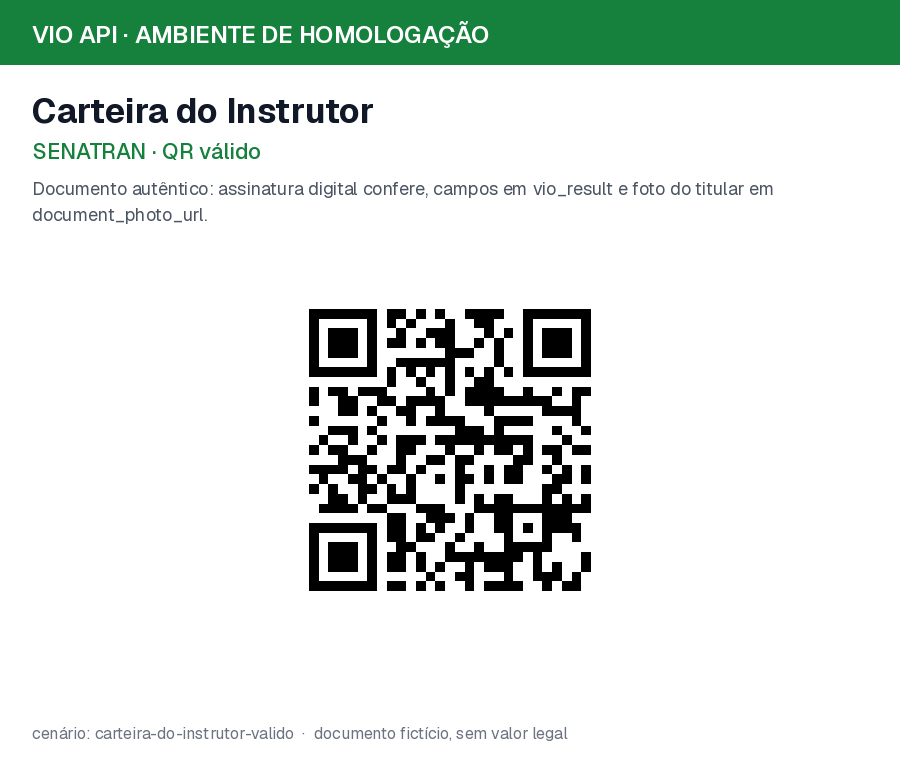 VIO API · AMBIENTE DE HOMOLOGAÇÃO
Carteira do Instrutor
SENATRAN · QR válido
Documento autêntico: assinatura digital confere, campos em vio_result e foto do titular em
document_photo_url.
cenário: carteira-do-instrutor-valido · documento fictício, sem valor legal